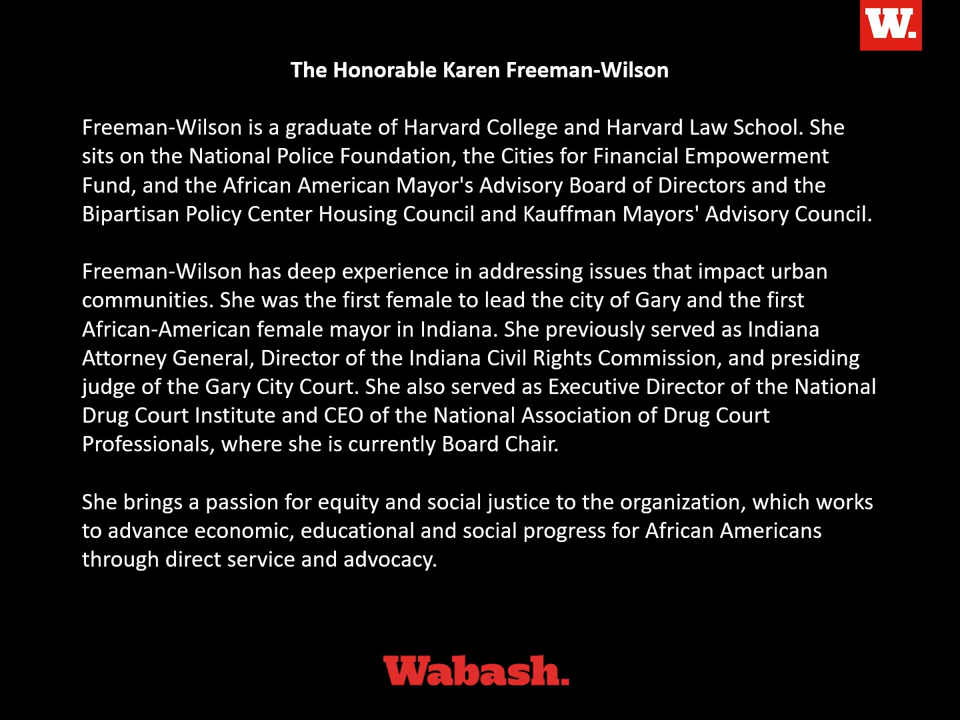 W.
The Honorable Karen Freeman-Wilson
Freeman-Wilson is a graduate of Harvard College and Harvard Law School. She
sits on the National Police Foundation, the Cities for Financial Empowerment
Fund, and the African American Mayor's Advisory Board of Directors and the
Bipartisan Policy Center Housing Council and Kauffman Mayors' Advisory Council.
Freeman-Wilson has deep experience in addressing issues that impact urban
communities. She was the first female to lead the city of Gary and the first
African-American female mayor in Indiana. She previously served as Indiana
Attorney General, Director of the Indiana Civil Rights Commission, and presiding
judge of the Gary City Court. She also served as Executive Director of the National
Drug Court Institute and CEO of the National Association of Drug Court
Professionals, where she is currently Board Chair.
She brings a passion for equity and social justice to the organization, which works
to advance economic, educational and social progress for African Americans
through direct service and advocacy.
Wabash.